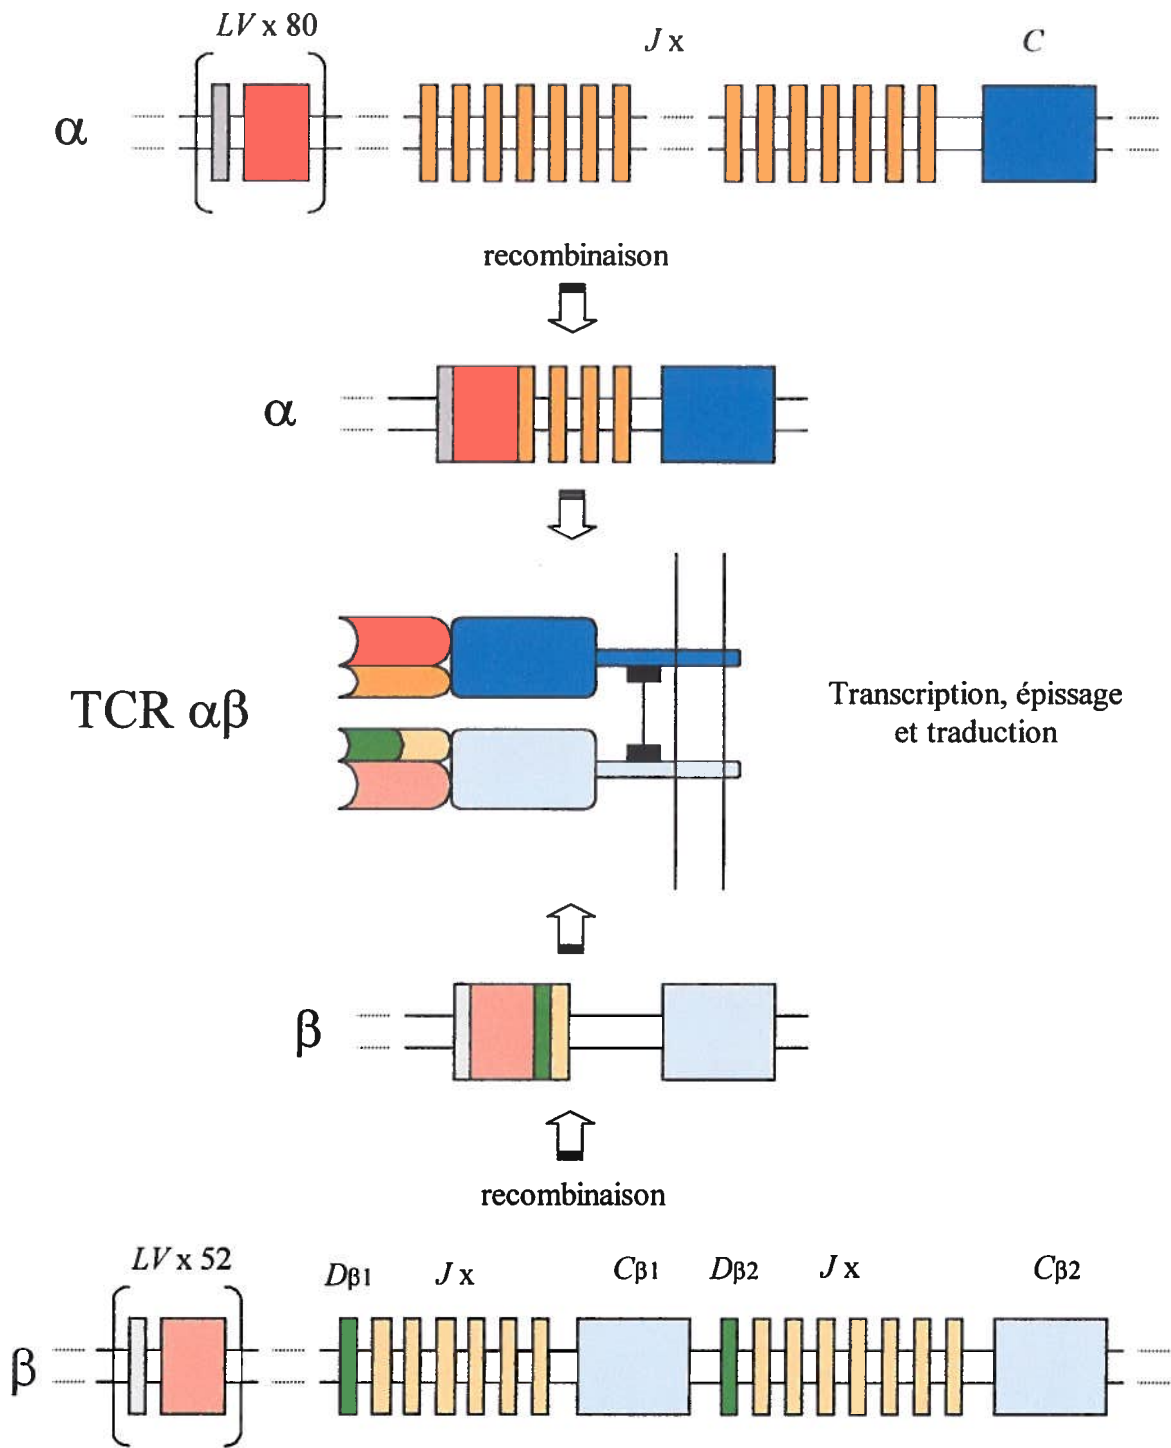 LV x 80
J x
C
α
recombinaison
α
TCR αβ
Transcription, épissage
et traduction
β
recombinaison
LV x 52
Dβ1
J x
Cβ1
Dβ2
J x
Cβ2
β